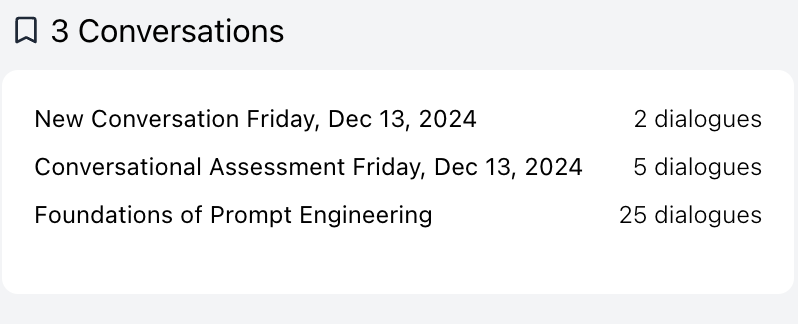 3 Conversations
New Conversation Friday, Dec 13, 2024 2 dialogues
Conversational Assessment Friday, Dec 13, 2024 5 dialogues
Foundations of Prompt Engineering 25 dialogues